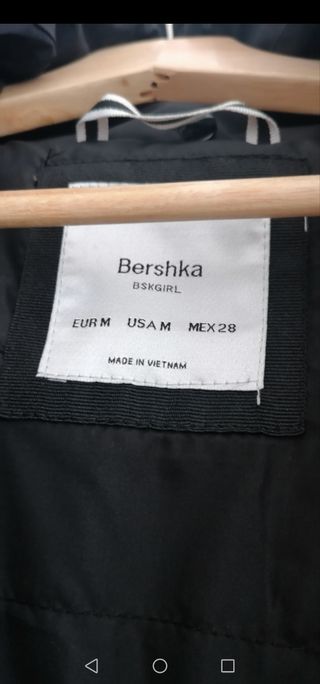 Bershka
BSKGIRL
EUR M USA M MEX 28
MADE IN VIETNAM